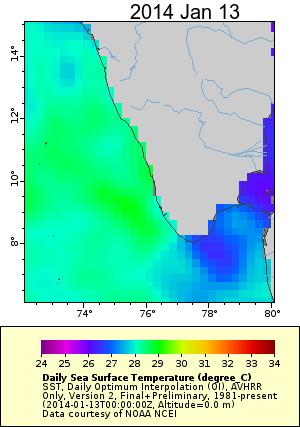 2014 Jan 13
14°
12°
10°
8°
74° 76° 78° 80°
24 25 26 27 28 29 30 31 32 33 34
Daily Sea Surface Temperature (degree_C)
SST, Daily Optimum Interpolation (OI), AVHRR
Only, Version 2, Final+Preliminary, 1981-present
(2014-01-13T00:00:00Z, Altitude=0.0 m)
Data courtesy of NOAA NCEI